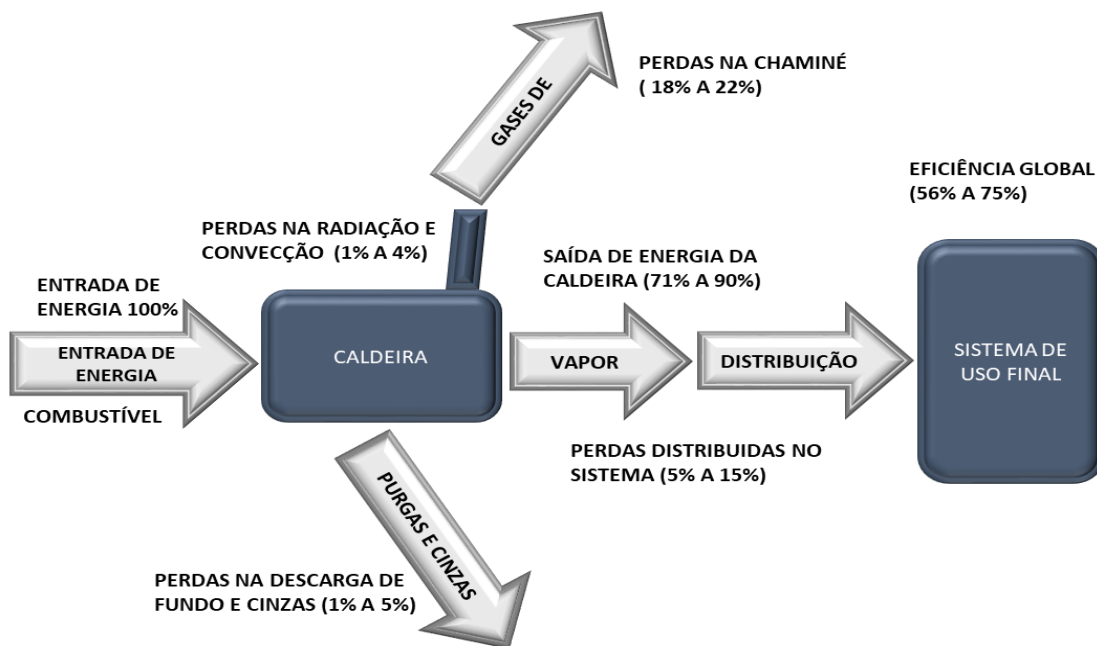 GASES DE
PERDAS NA CHAMINÉ
( 18% A 22%)
EFICIÊNCIA GLOBAL
(56% A 75%)
PERDAS NA RADIAÇÃO E
CONVECÇÃO (1% A 4%)
SAÍDA DE ENERGIA DA
CALDEIRA (71% A 90%)
ENTRADA DE
ENERGIA 100%
ENTRADA DE
ENERGIA
COMBUSTÍVEL
CALDEIRA
VAPOR
DISTRIBUIÇÃO
SISTEMA DE
USO FINAL
PERDAS DISTRIBUIDAS NO
SISTEMA (5% A 15%)
PURGAS E CINZAS
PERDAS NA DESCARGA DE
FUNDO E CINZAS (1% A 5%)